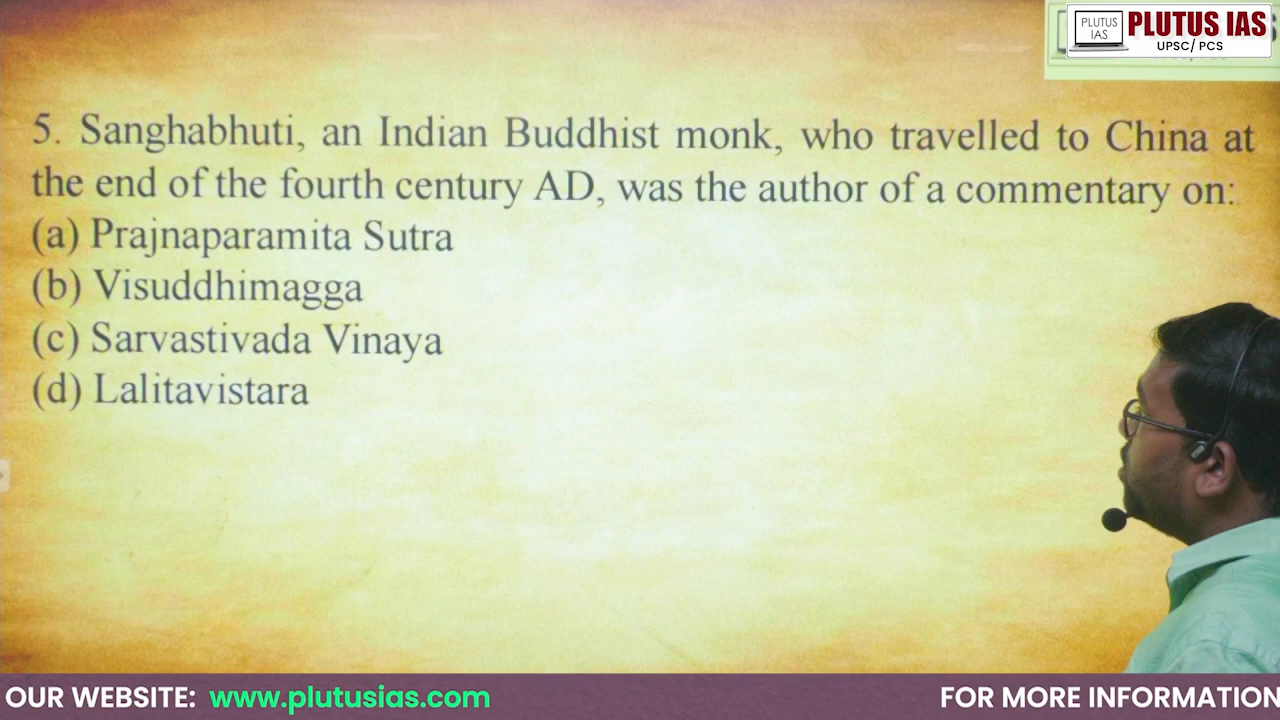 PLUTUS IAS
PLUTUS IAS
UPSC/ PCS
5. Sanghabhuti, an Indian Buddhist monk, who travelled to China at
the end of the fourth century AD, was the author of a commentary on:
(a) Prajnaparamita Sutra
(b) Visuddhimagga
(c) Sarvastivada Vinaya
(d) Lalitavistara
OUR WEBSITE: www.plutusias.com FOR MORE INFORMATION